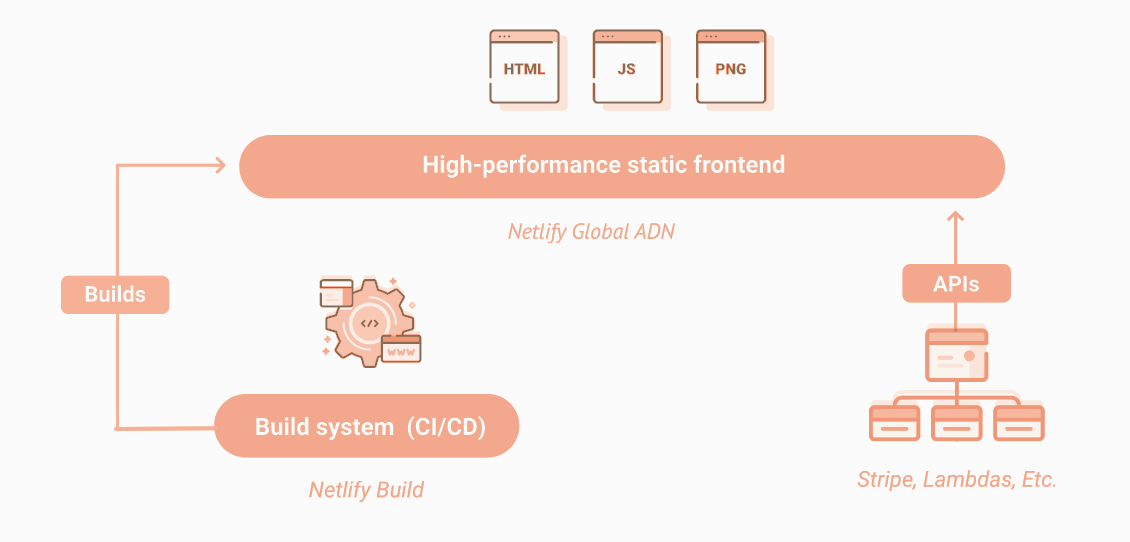 HTML
JS
PNG
High-performance static frontend
Netlify Global ADN
Builds
APIs
</>
WWW
Build system (CI/CD)
Netlify Build
Stripe, Lambdas, Etc.